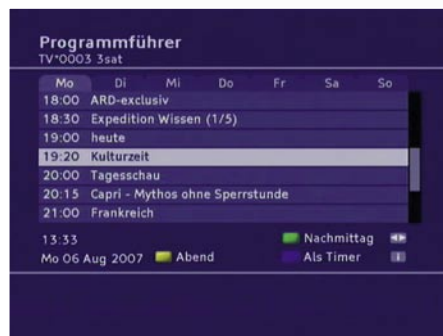 Programmführer
TV*0003 3sat
Mo Di Mi Do Fr Sa So
18:00 ARD-exclusiv
18:30 Expedition Wissen (1/5)
19:00 heute
19:20 Kulturzeit
20:00 Tagesschau
20:15 Capri - Mythos ohne Sperrstunde
21:00 Frankreich
13:33 Nachmittag
Mo 06 Aug 2007 Abend Als Timer i